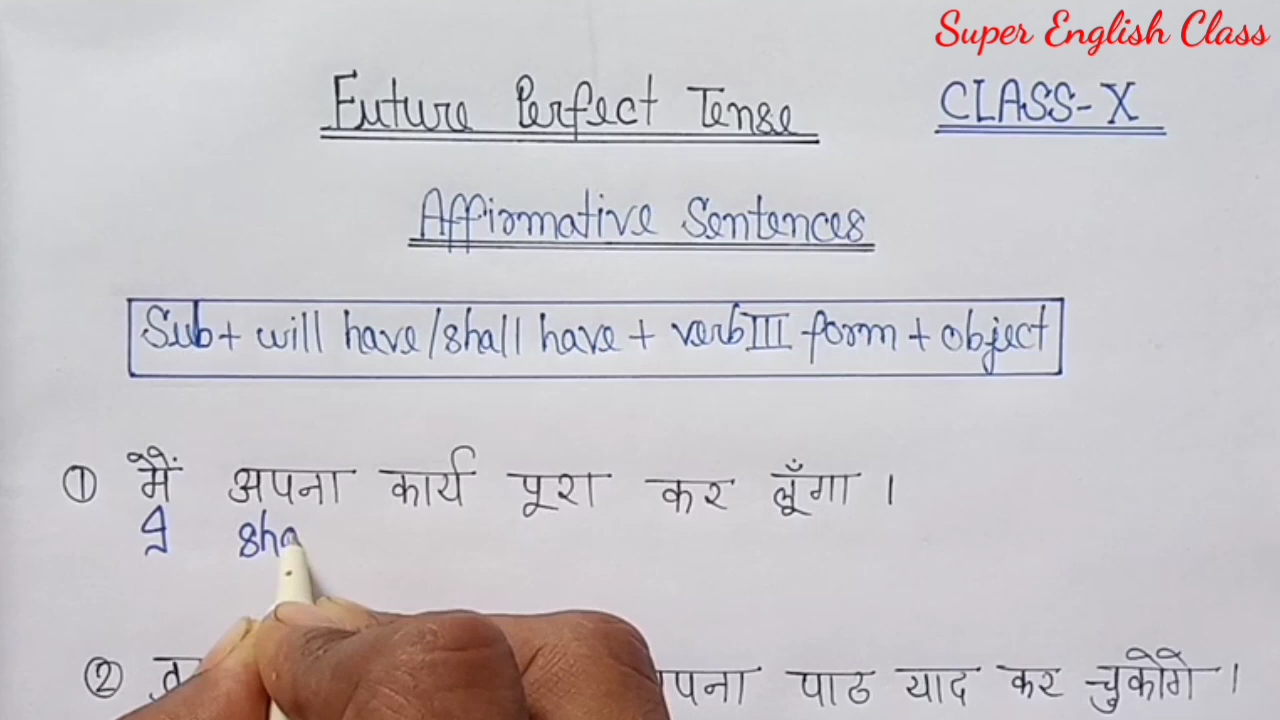 Super English Class
Future Perfect Tense CLASS-X
Affirmative Sentences
Sub + will have/shall have + verb III form + object
① मैं अपना कार्य पूरा कर लूँगा ।
I sha
② पाठ याद कर चुकोगे ।